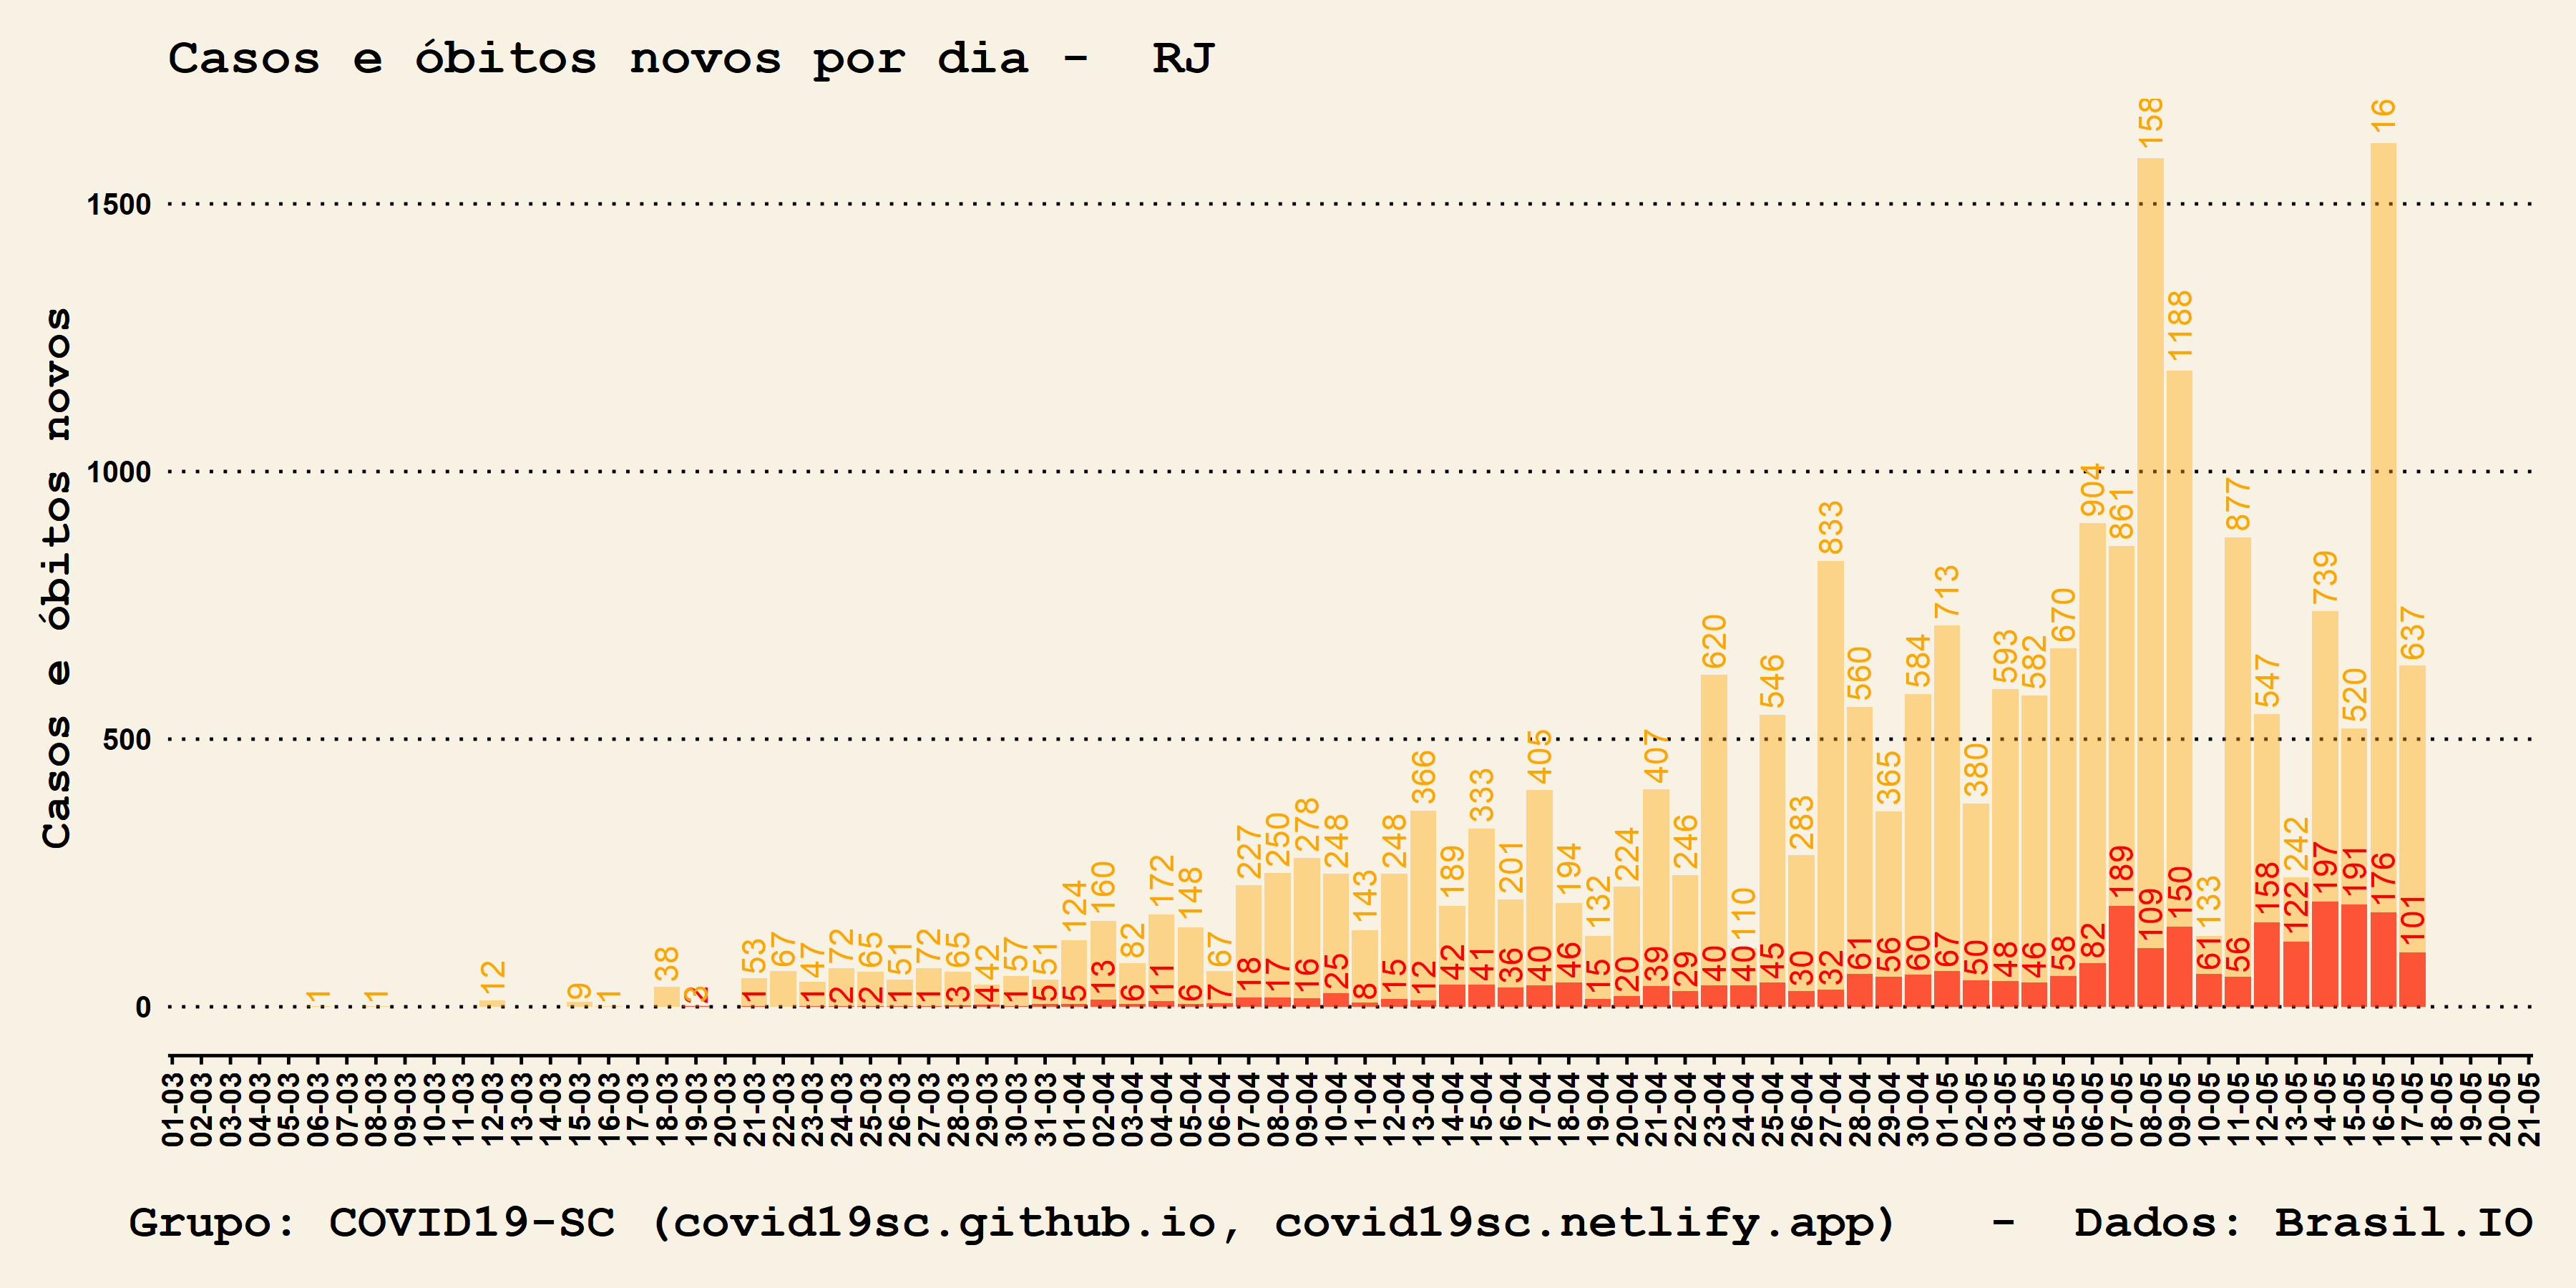 Casos e óbitos novos por dia -  RJ
Casos e óbitos novos
1500
1000
500
0
1 1 12 9 1 38 53 67 47 72 65 51 72 65 42 57 51 124 160 82 172 148 67 227 250 278 248 143 248 366 189 333 201 405 194 132 224 407 246 620 110 546 283 833 560 365 584 713 380 593 582 670 904 861 158 1188 133 877 547 242 739 520 16 637
2 1 1 2 2 1 1 3 4 1 5 5 13 6 11 6 7 18 17 16 25 8 15 12 42 41 36 40 46 15 20 39 29 40 40 45 30 32 61 56 60 67 50 48 46 58 82 189 109 150 61 56 158 122 197 191 176 101
01-03 02-03 03-03 04-03 05-03 06-03 07-03 08-03 09-03 10-03 11-03 12-03 13-03 14-03 15-03 16-03 17-03 18-03 19-03 20-03 21-03 22-03 23-03 24-03 25-03 26-03 27-03 28-03 29-03 30-03 31-03 01-04 02-04 03-04 04-04 05-04 06-04 07-04 08-04 09-04 10-04 11-04 12-04 13-04 14-04 15-04 16-04 17-04 18-04 19-04 20-04 21-04 22-04 23-04 24-04 25-04 26-04 27-04 28-04 29-04 30-04 01-05 02-05 03-05 04-05 05-05 06-05 07-05 08-05 09-05 10-05 11-05 12-05 13-05 14-05 15-05 16-05 17-05 18-05 19-05 20-05 21-05
Grupo: COVID19-SC (covid19sc.github.io, covid19sc.netlify.app)   -  Dados: Brasil.IO